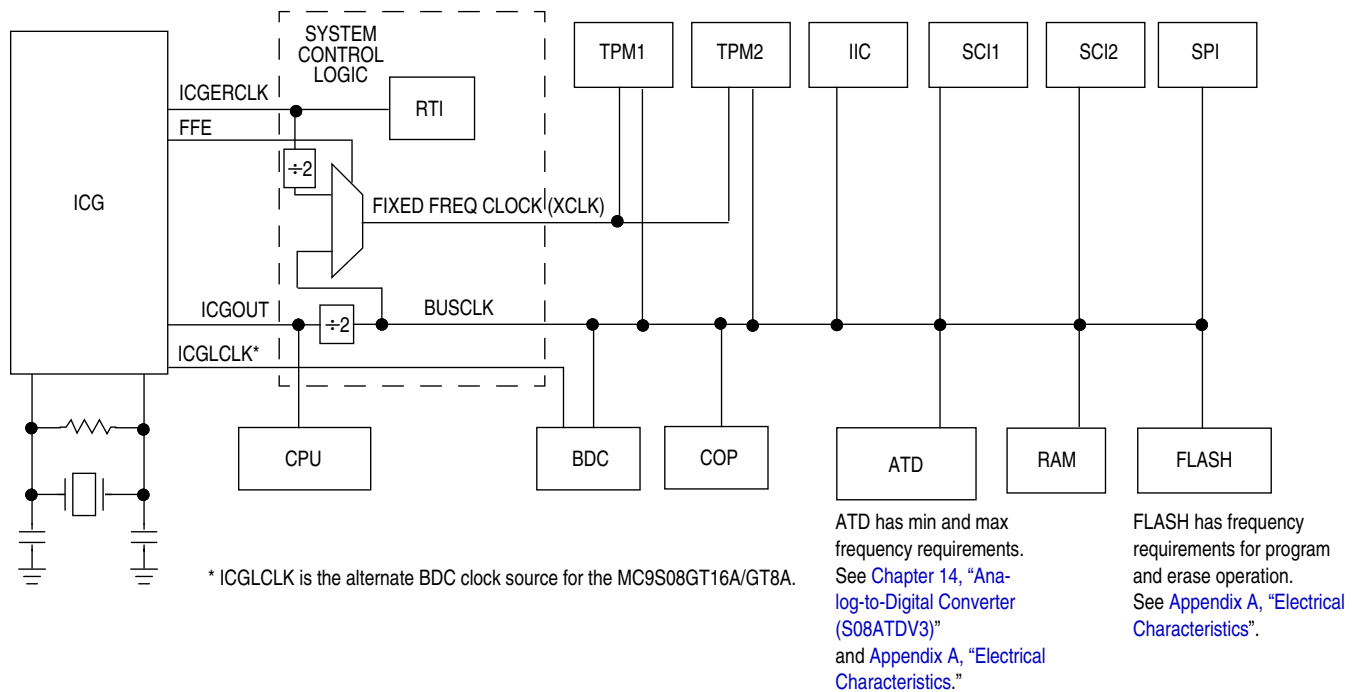 SYSTEM
CONTROL
LOGIC
TPM1
TPM2
IIC
SCI1
SCI2
SPI
ICGERCLK
RTI
FFE
÷2
ICG
FIXED FREQ CLOCK (XCLK)
ICGOUT
÷2
BUSCLK
ICGLCLK*
CPU
BDC
COP
ATD
RAM
FLASH
ATD has min and max
frequency requirements.
See Chapter 14, “Ana-
log-to-Digital Converter
(S08ATDV3)”
and Appendix A, “Electrical
Characteristics.”
FLASH has frequency
requirements for program
and erase operation.
See Appendix A, “Electrical
Characteristics”.
* ICGLCLK is the alternate BDC clock source for the MC9S08GT16A/GT8A.